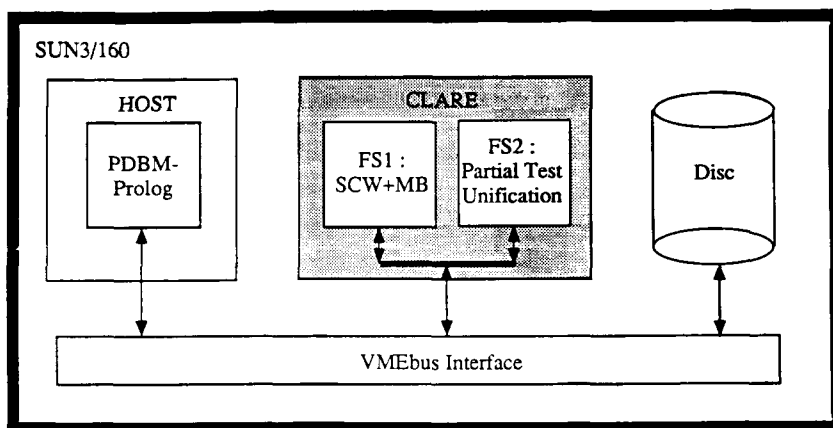 SUN3/160
HOST
PDBM-
Prolog
CLARE
FS1 :
SCW+MB
FS2 :
Partial Test
Unification
Disc
VMEbus Interface